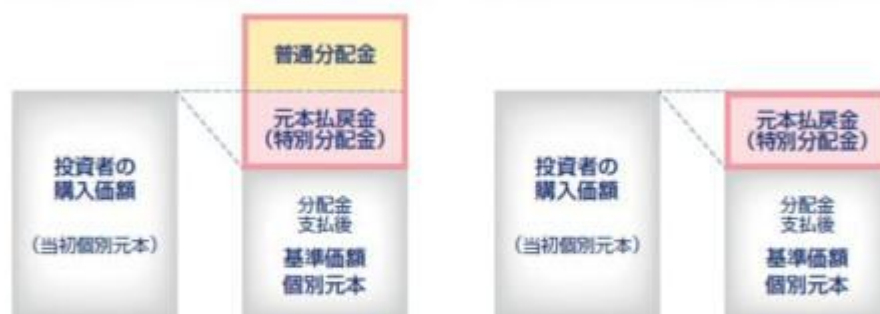 普通分配金
元本払戻金
（特別分配金）
投資者の
購入価額
（当初個別元本）
分配金
支払後
基準価額
個別元本
元本払戻金
（特別分配金）
投資者の
購入価額
（当初個別元本）
分配金
支払後
基準価額
個別元本